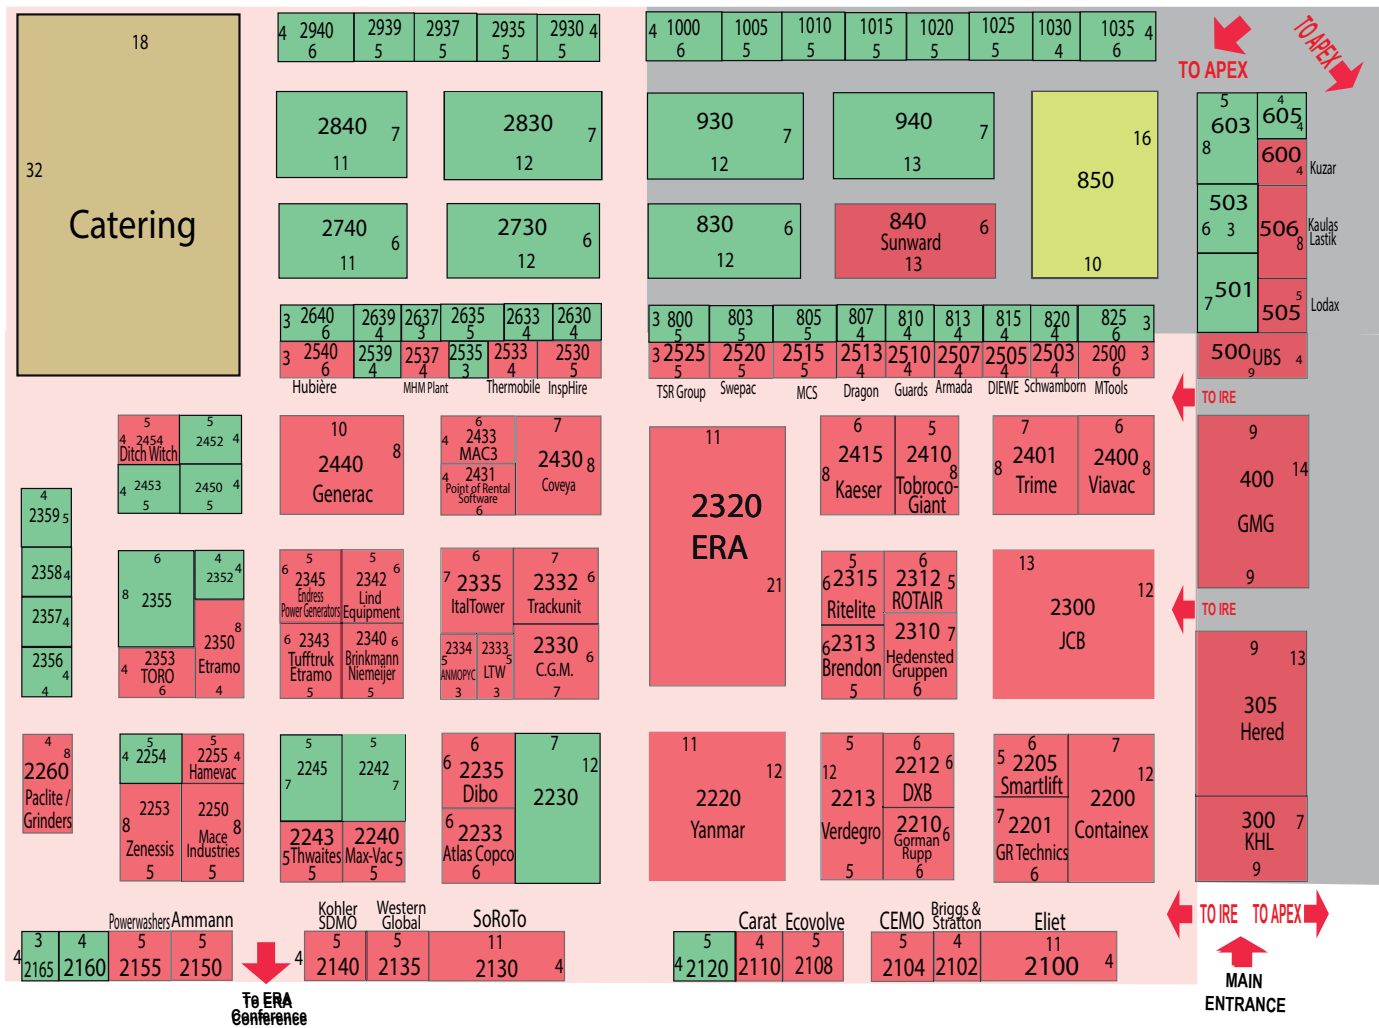 18
32
Catering
4 2940 6
2939 5
2937 5
2935 5
2930 4 5
4 1000 6
1005 5
1010 5
1015 5
1020 5
1025 5
1030 4
1035 4 6
TO APEX
TO APEX
2840 7
11
2830 7
12
930 7
12
940 7
13
16
850
10
5
603
8
4
605
4
600
4
Kuzar
2740 6
11
2730 6
12
830 6
12
840 6
Sunward
13
503
6 3
506
8
Kaulas
Lastik
7 501
505
5
Lodax
3 2640 6
2639 4
2637 3
2635 5
2633 4
2630 4
3 800 5
803 5
805 5
807 4
810 4
813 4
815 4
820 4
825 6 3
3 2540 6
2539 4
2537 4
2535 3
2533 4
2530 5
3 2525 5
2520 5
2515 5
2513 4
2510 4
2507 4
2505 4
2503 4
2500 6 3
500 UBS 4
9
Hubière
MHM Plant
Thermobile
InspHire
TSR Group
Swepac
MCS
Dragon
Guards
Armada
DIEWE
Schwamborn
MTools
TO IRE
5
4 2454
Ditch Witch
5
2452 4
4 2453
5
2450 4
5
10
2440 8
Generac
6
4 2433
MAC3
4 2431
Point of Rental
Software
6
7
2430 8
Coveya
11
2320
ERA
21
6
2415
8 Kaeser
5
2410
8
Tobroco-
Giant
7
2401
8 Trime
6
2400
8
Viavac
9
14
400
GMG
9
4
2359 5
2358 4
2357 4
2356
4
4
6
8 2355
4
4
2352
8
2350
Etramo
4
4 2353
TORO
6
5
6 2345
Endress
Power Generators
5
2342 6
Lind
Equipment
6 2343
Tufftruk
Etramo
5
2340 6
Brinkmann
Niemeijer
5
6
7 2335
ItalTower
7
2332 6
Trackunit
2334
5
ANMOPYC
3
2333
5
LTW
3
2330
6
C.G.M.
7
5
6 2315
Ritelite
6
2312
5
ROTAIR
6 2313
Brendon
5
2310 7
Hedensted
Gruppen
6
13
12
2300
JCB
TO IRE
9
13
305
Hered
4
8
2260
Paclite /
Grinders
5
4 2254
5
2255 4
Hamevac
2253
8
Zenessis
5
2250
Mace 8
Industries
5
5
2245
7
5
2242
7
2243
5 Thwaites
5
2240
Max-Vac 5
5
6
6 2235
Dibo
6
2233
Atlas Copco
6
7
12
2230
11
12
2220
Yanmar
5
12
2213
Verdegro
5
6
2212 6
DXB
2210 6
Gorman
Rupp
6
6
5 2205
Smartlift
7
2201
GR Technics
6
7
12
2200
Containex
300 7
KHL
9
Powerwashers
Ammann
Kohler
SDMO
Western
Global
SoRoTo
Carat
Ecovolve
CEMO
Briggs &
Stratton
Eliet
TO IRE
TO APEX
4
3
2165
4
2160
5
2155
5
2150
4
5
2140
5
2135
11
2130 4
5
4 2120
4
2110
5
2108
5
2104
4
2102
11
2100 4
MAIN
ENTRANCE
To ERA
Conference